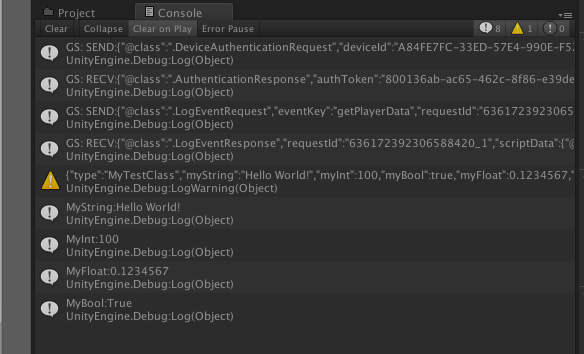 Project
Console
Clear
Collapse
Clear on Play
Error Pause
8
1
0
GS: SEND:{"@class":".DeviceAuthenticationRequest","deviceId":"A84FE7FC-33ED-57E4-990E-F5
UnityEngine.Debug:Log(Object)
GS: RECV:{"@class":".AuthenticationResponse","authToken":"800136ab-ac65-462c-8f86-e39de
UnityEngine.Debug:Log(Object)
GS: SEND:{"@class":".LogEventRequest","eventKey":"getPlayerData","requestId":"6361723923065
UnityEngine.Debug:Log(Object)
GS: RECV:{"@class":".LogEventResponse","requestId":"636172392306588420_1","scriptData":{"@
UnityEngine.Debug:Log(Object)
{"type":"MyTestClass","myString":"Hello World!","myInt":100,"myBool":true,"myFloat":0.1234567,"
UnityEngine.Debug:LogWarning(Object)
MyString:Hello World!
UnityEngine.Debug:Log(Object)
MyInt:100
UnityEngine.Debug:Log(Object)
MyFloat:0.1234567
UnityEngine.Debug:Log(Object)
MyBool:True
UnityEngine.Debug:Log(Object)